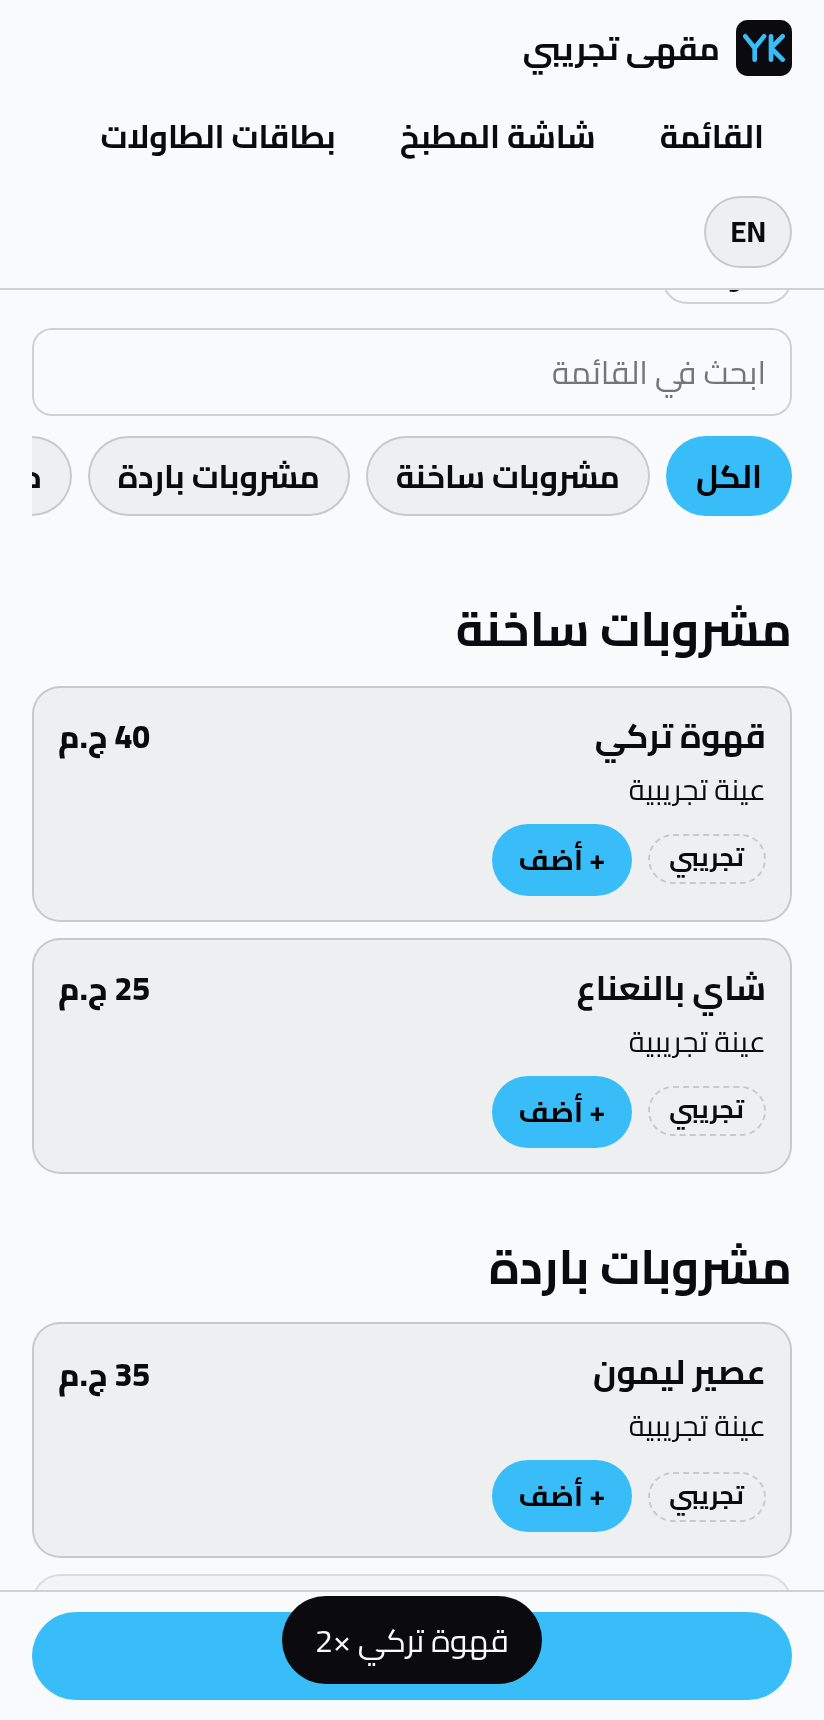 YK مقهى تجريبي
القائمة شاشة المطبخ بطاقات الطاولات
EN
ابحث في القائمة
الكل مشروبات ساخنة مشروبات باردة
مشروبات ساخنة
قهوة تركي 40 ج.م
عينة تجريبية
تجريبي + أضف
شاي بالنعناع 25 ج.م
عينة تجريبية
تجريبي + أضف
مشروبات باردة
عصير ليمون 35 ج.م
عينة تجريبية
تجريبي + أضف
قهوة تركي ×2